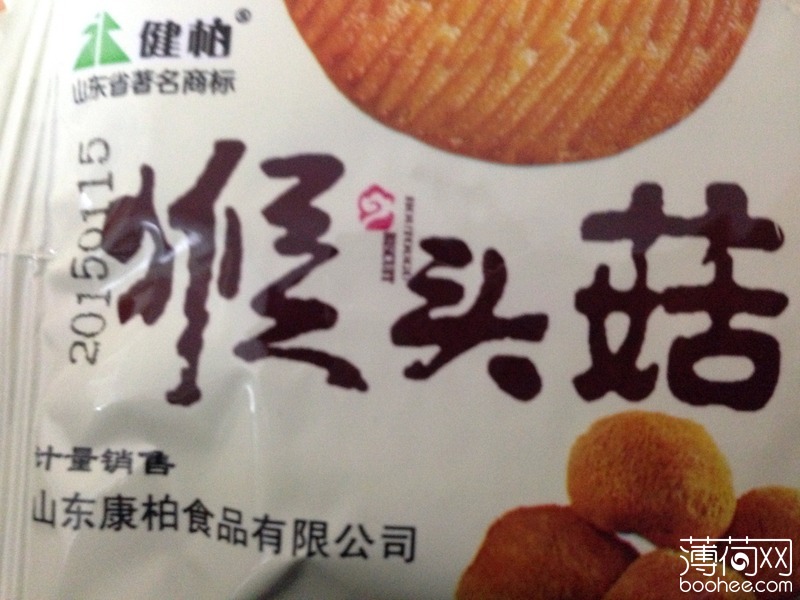 健柏®
山东省著名商标
20150115
猴头菇
计量销售
山东康柏食品有限公司
薄荷网
boohee.com